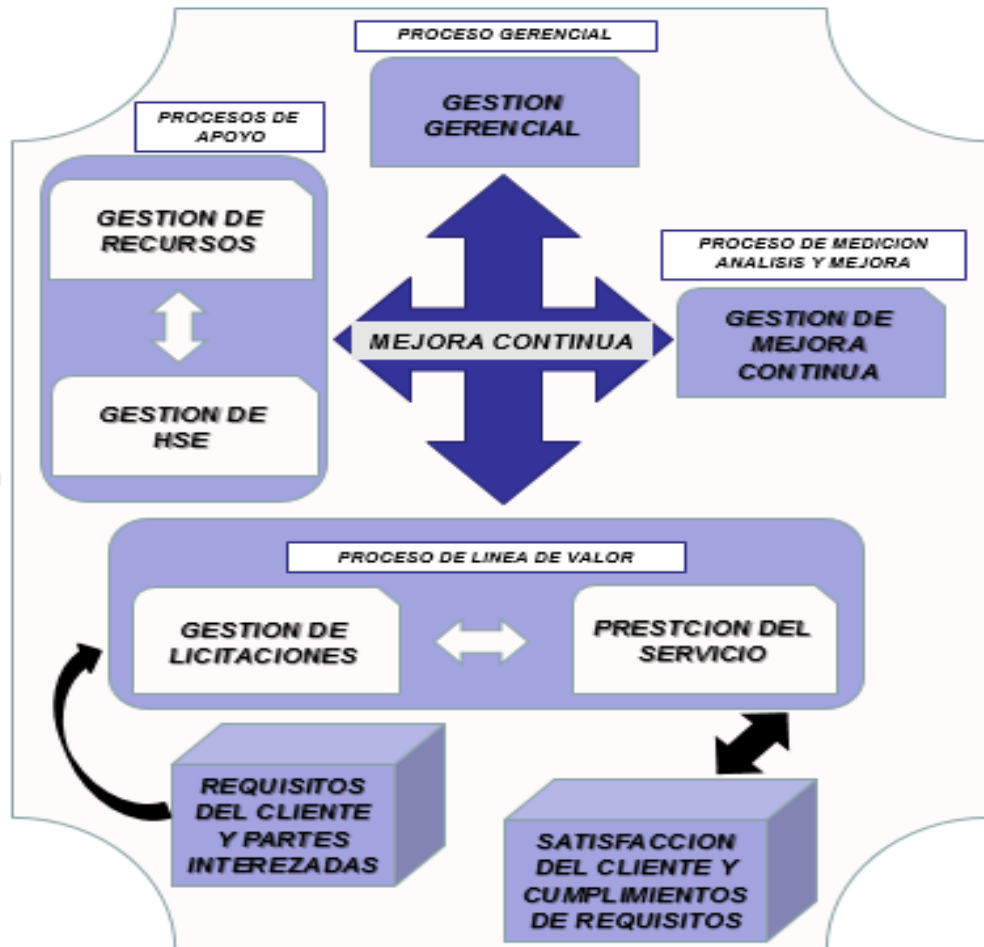 PROCESO GERENCIAL
GESTION
GERENCIAL
PROCESOS DE
APOYO
GESTION DE
RECURSOS
GESTION DE
HSE
PROCESO DE MEDICION
ANALISIS Y MEJORA
GESTION DE
MEJORA
CONTINUA
MEJORA CONTINUA
PROCESO DE LINEA DE VALOR
GESTION DE
LICITACIONES
PRESTCION DEL
SERVICIO
REQUISITOS
DEL CLIENTE
Y PARTES
INTEREZADAS
SATISFACCION
DEL CLIENTE Y
CUMPLIMIENTOS
DE REQUISITOS